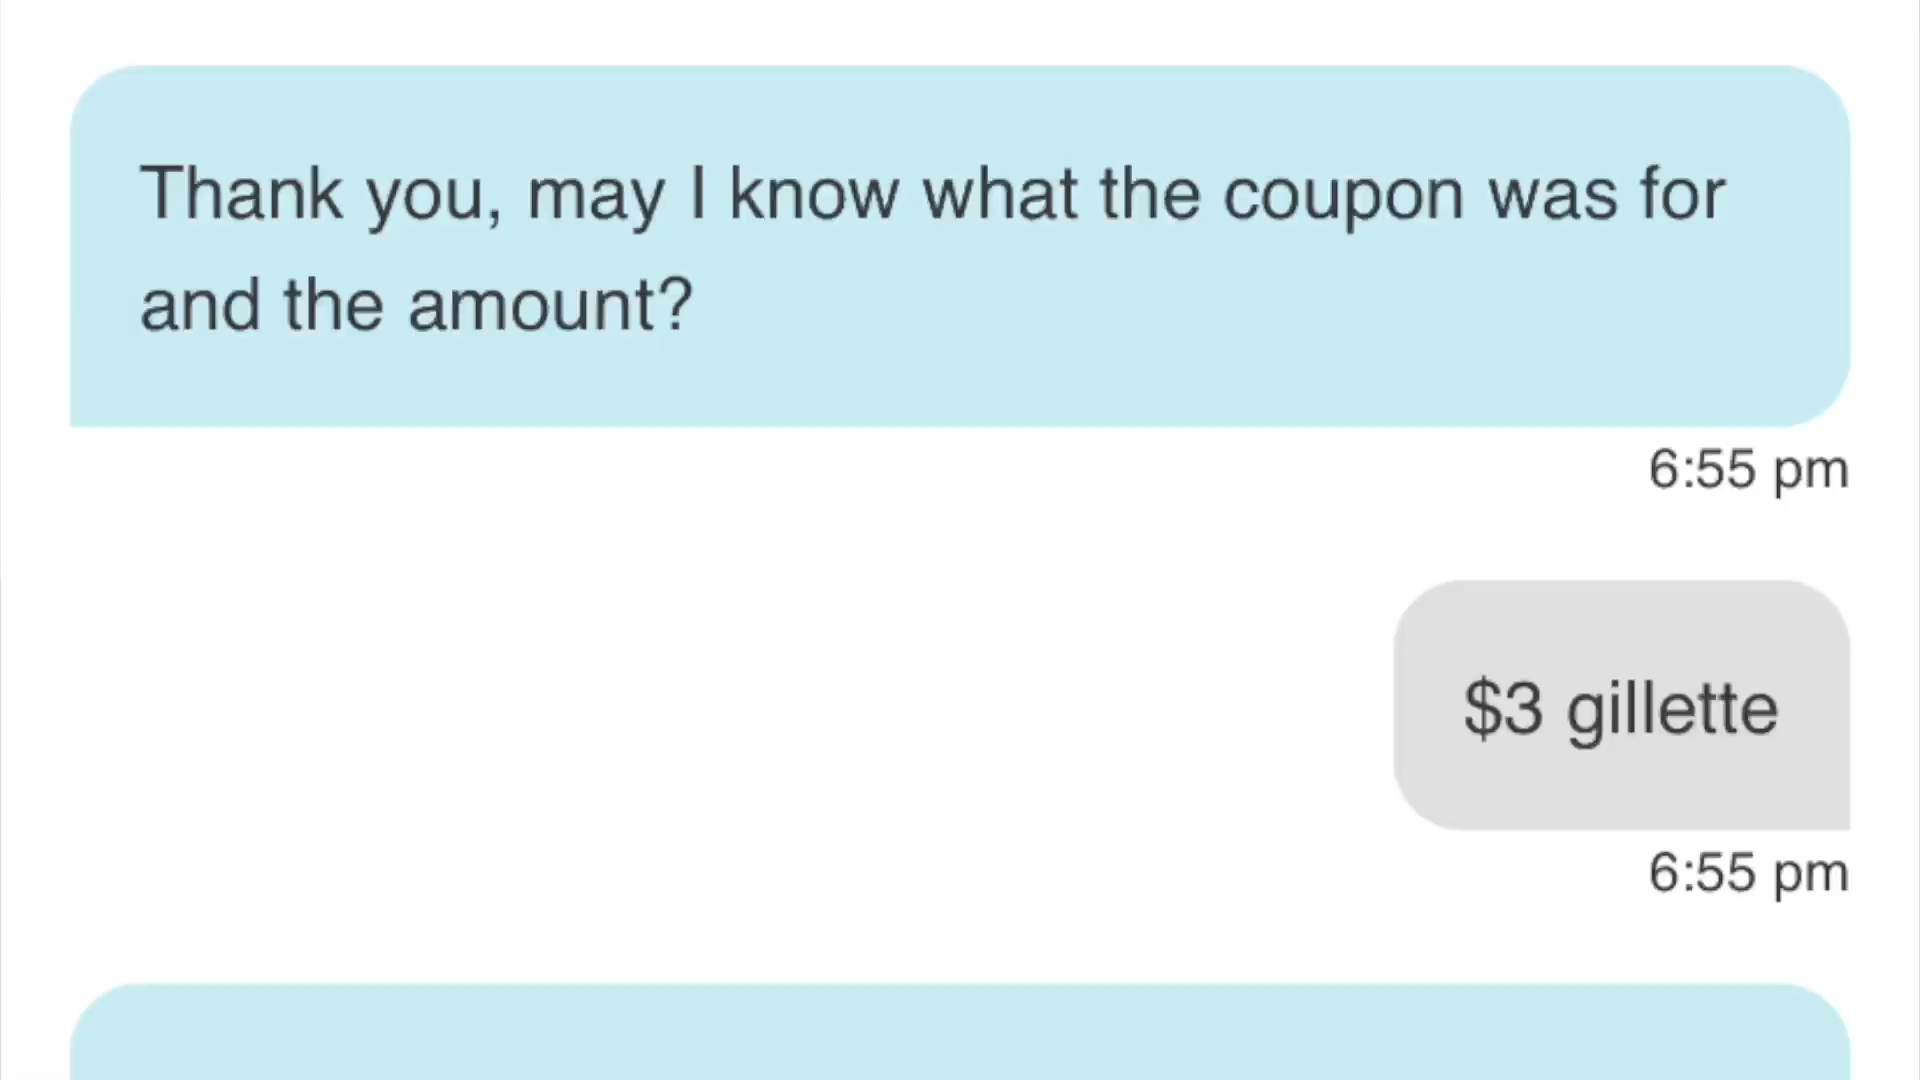 Thank you, may I know what the coupon was for
and the amount?
6:55 pm
$3 gillette
6:55 pm